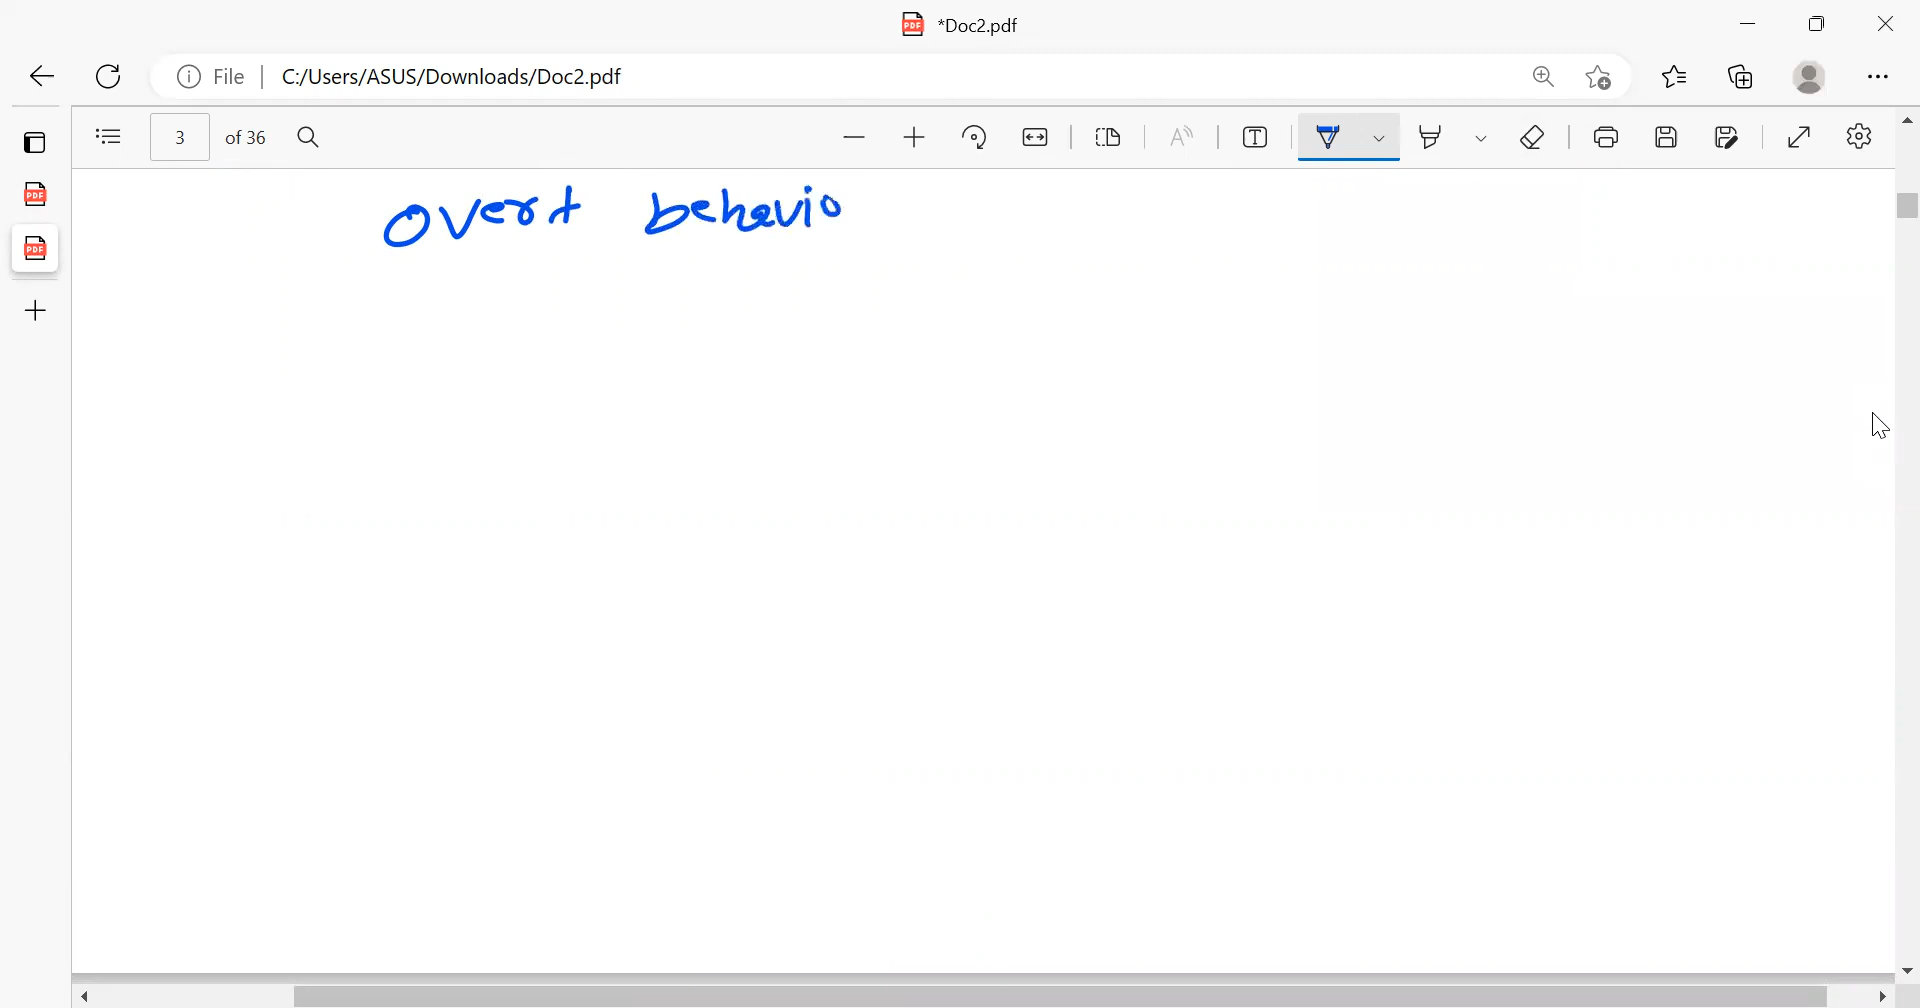 *Doc2.pdf
File | C:/Users/ASUS/Downloads/Doc2.pdf
3 of 36
overt behavio